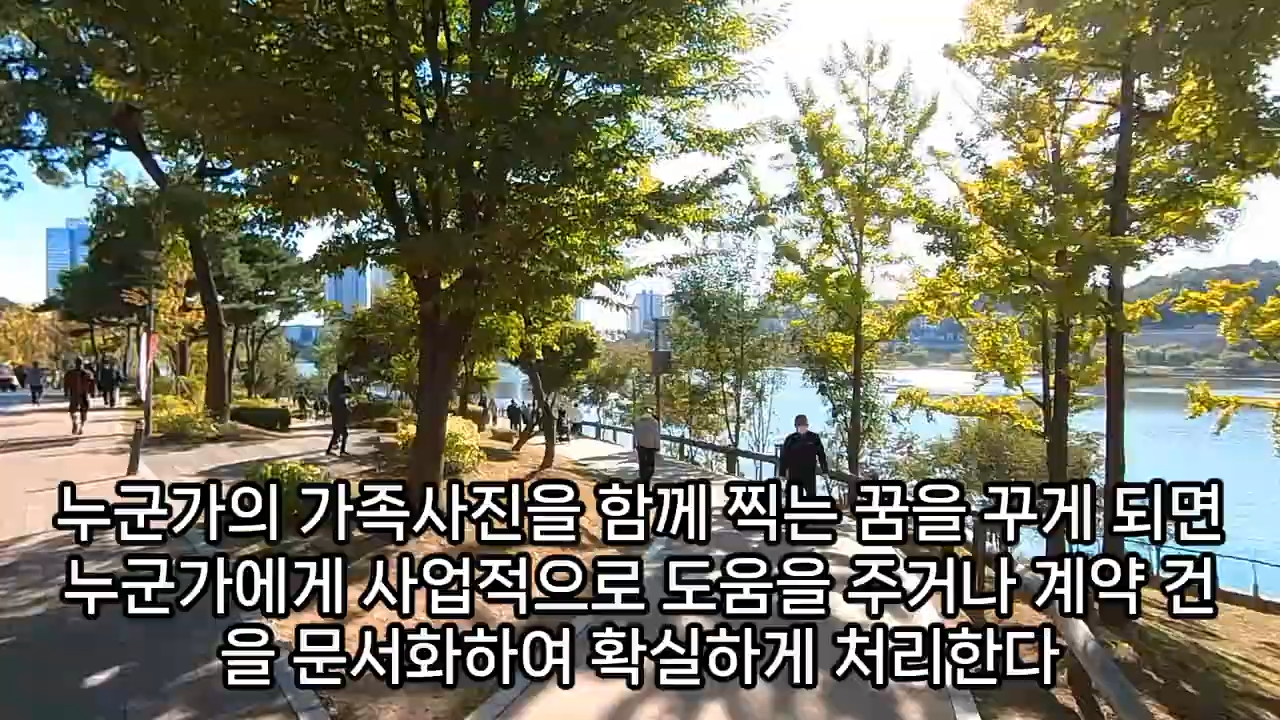 누군가의 가족사진을 함께 찍는 꿈을 꾸게 되면
누군가에게 사업적으로 도움을 주거나 계약 건
을 문서화하여 확실하게 처리한다